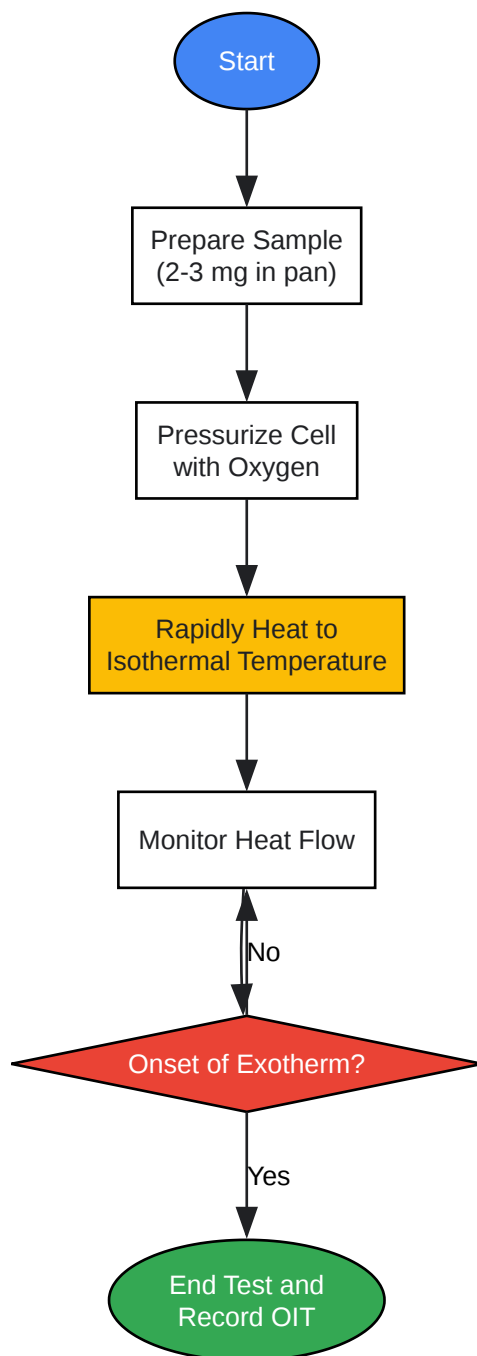 Start
Prepare Sample
(2-3 mg in pan)
Pressurize Cell
with Oxygen
Rapidly Heat to
Isothermal Temperature
Monitor Heat Flow
No
Onset of Exotherm?
Yes
End Test and
Record OIT